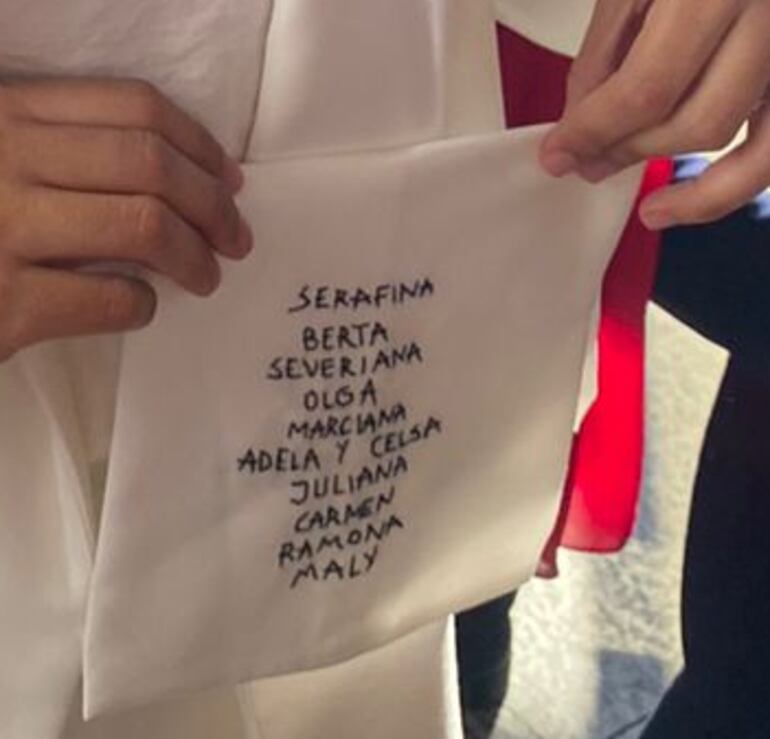 SERAFINA
BERTA
SEVERIANA
OLGA
MARCIANA
ADELA Y CELSA
JULIANA
CARMEN
RAMONA
MALY